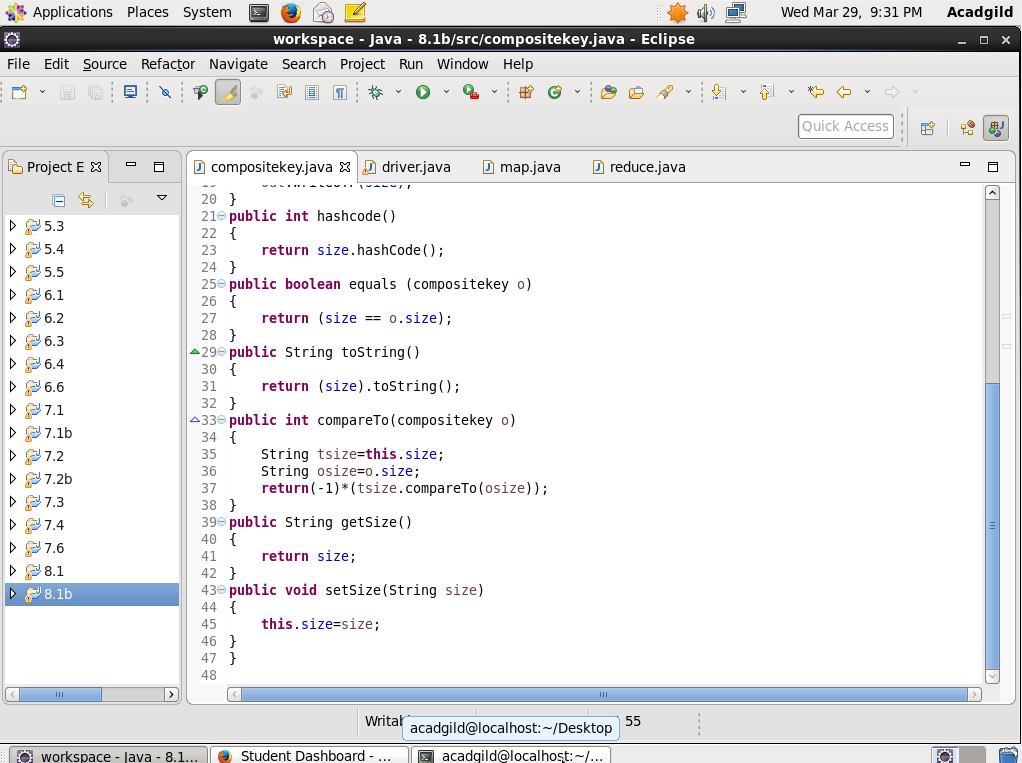 Applications Places System Wed Mar 29, 9:31 PM Acadgild
workspace - Java - 8.1b/src/compositekey.java - Eclipse
File Edit Source Refactor Navigate Search Project Run Window Help
Quick Access
Project E
compositekey.java driver.java map.java reduce.java
5.3
5.4
5.5
6.1
6.2
6.3
6.4
6.6
7.1
7.1b
7.2
7.2b
7.3
7.4
7.6
8.1
8.1b
20 }
21 public int hashcode()
22 {
23 return size.hashCode();
24 }
25 public boolean equals (compositekey o)
26 {
27 return (size == o.size);
28 }
29 public String toString()
30 {
31 return (size).toString();
32 }
33 public int compareTo(compositekey o)
34 {
35 String tsize=this.size;
36 String osize=o.size;
37 return(-1)*(tsize.compareTo(osize));
38 }
39 public String getSize()
40 {
41 return size;
42 }
43 public void setSize(String size)
44 {
45 this.size=size;
46 }
47 }
48
55
acadgild@localhost:~/Desktop
workspace - Java - 8.1... Student Dashboard - ... acadgild@localhost:~/...